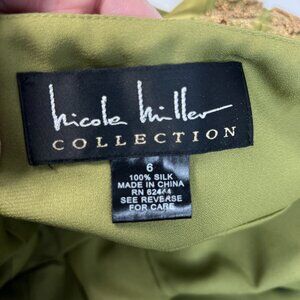 Nicole Miller
COLLECTION
6
100% SILK
MADE IN CHINA
RN 62444
SEE REVERSE
FOR CARE